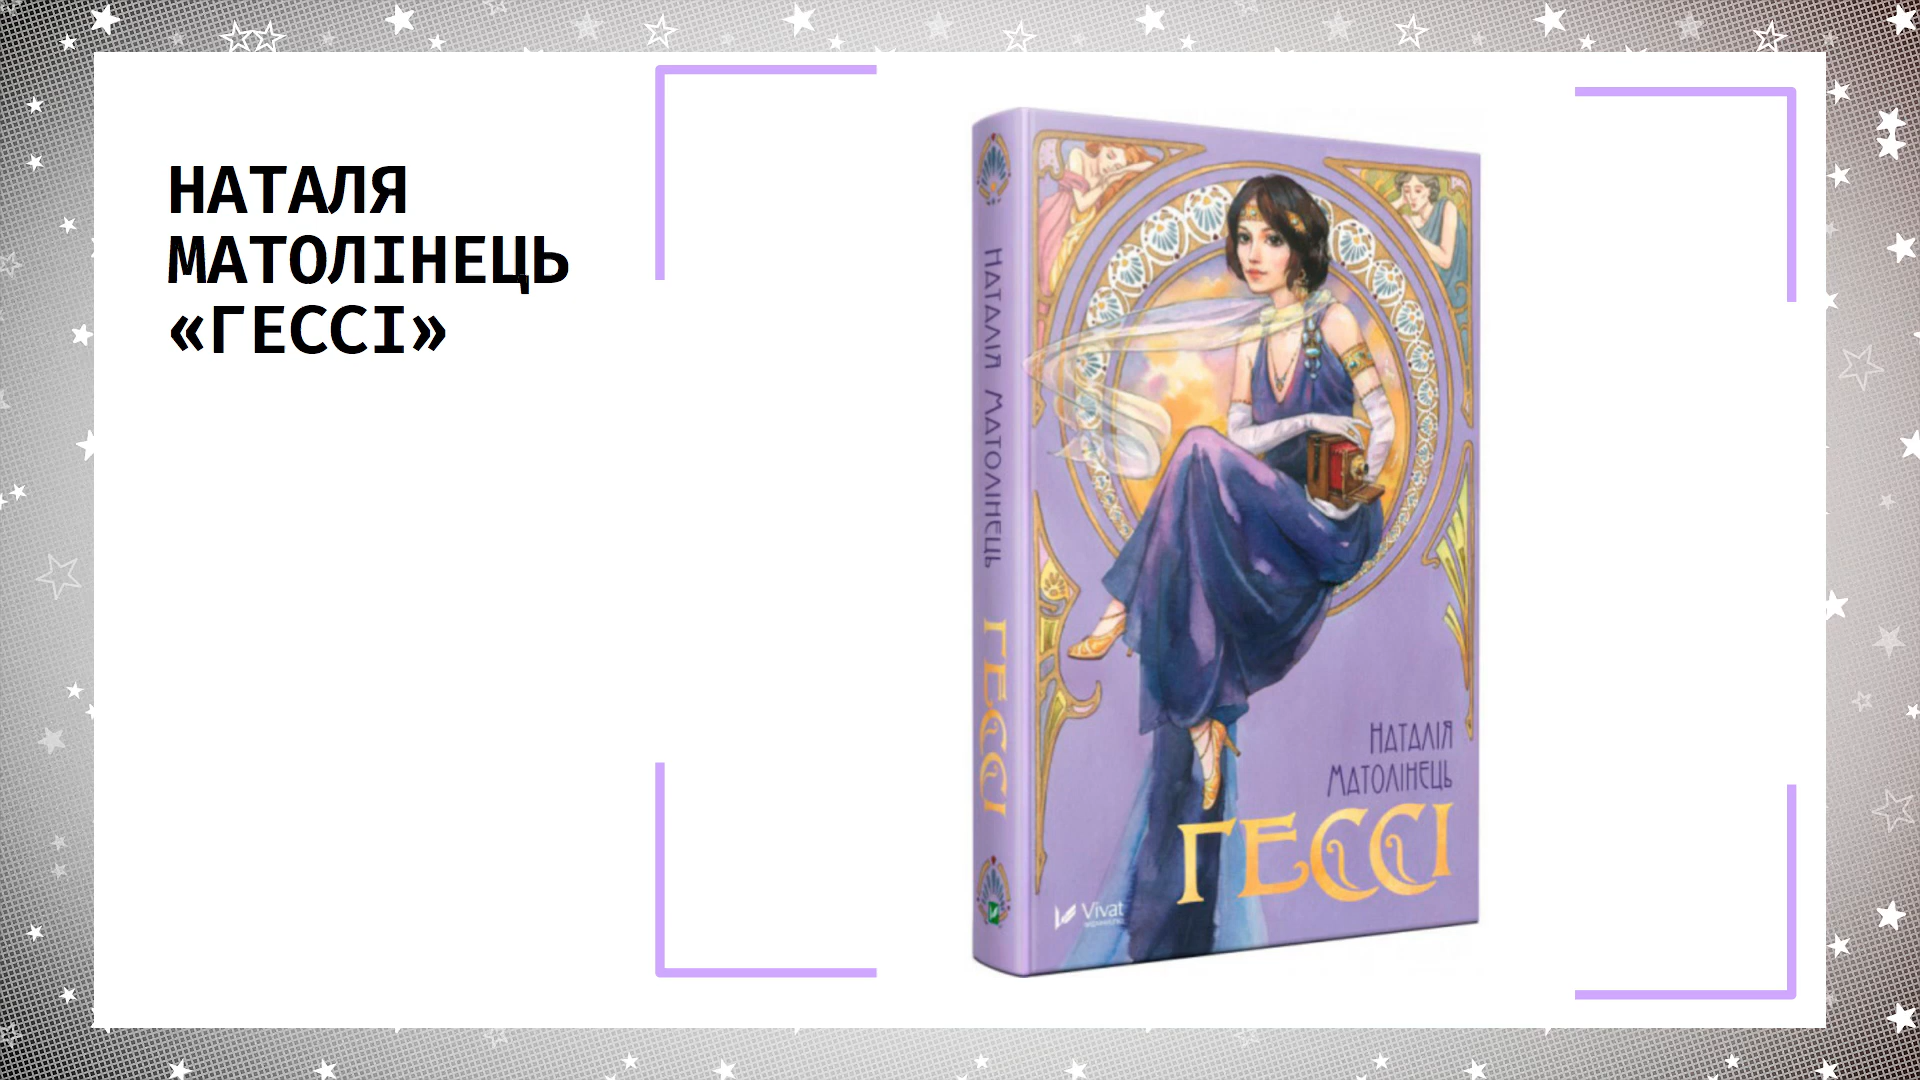 НАТАЛЯ
МАТОЛІНЕЦЬ
«ГЕССІ»
НАТАЛІЯ МАТОЛІНЕЦЬ ГЕССІ
НАТАЛІЯ
МАТОЛІНЕЦЬ
ГЕССІ
Vivat